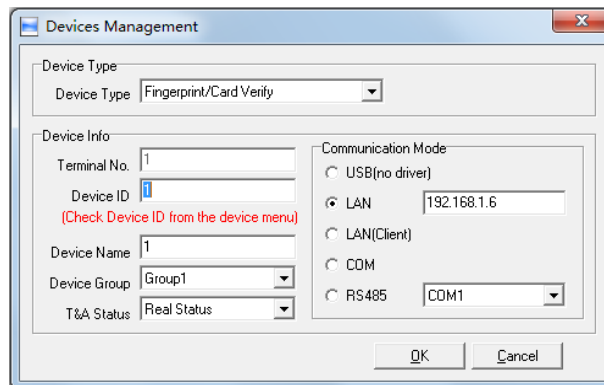 Devices Management
Device Type
Device Type Fingerprint/Card Verify
Device Info
Terminal No. 1
Device ID 1
(Check Device ID from the device menu)
Device Name 1
Device Group Group1
T&A Status Real Status
Communication Mode
USB(no driver)
LAN 192.168.1.6
LAN(Client)
COM
RS485 COM1
OK Cancel